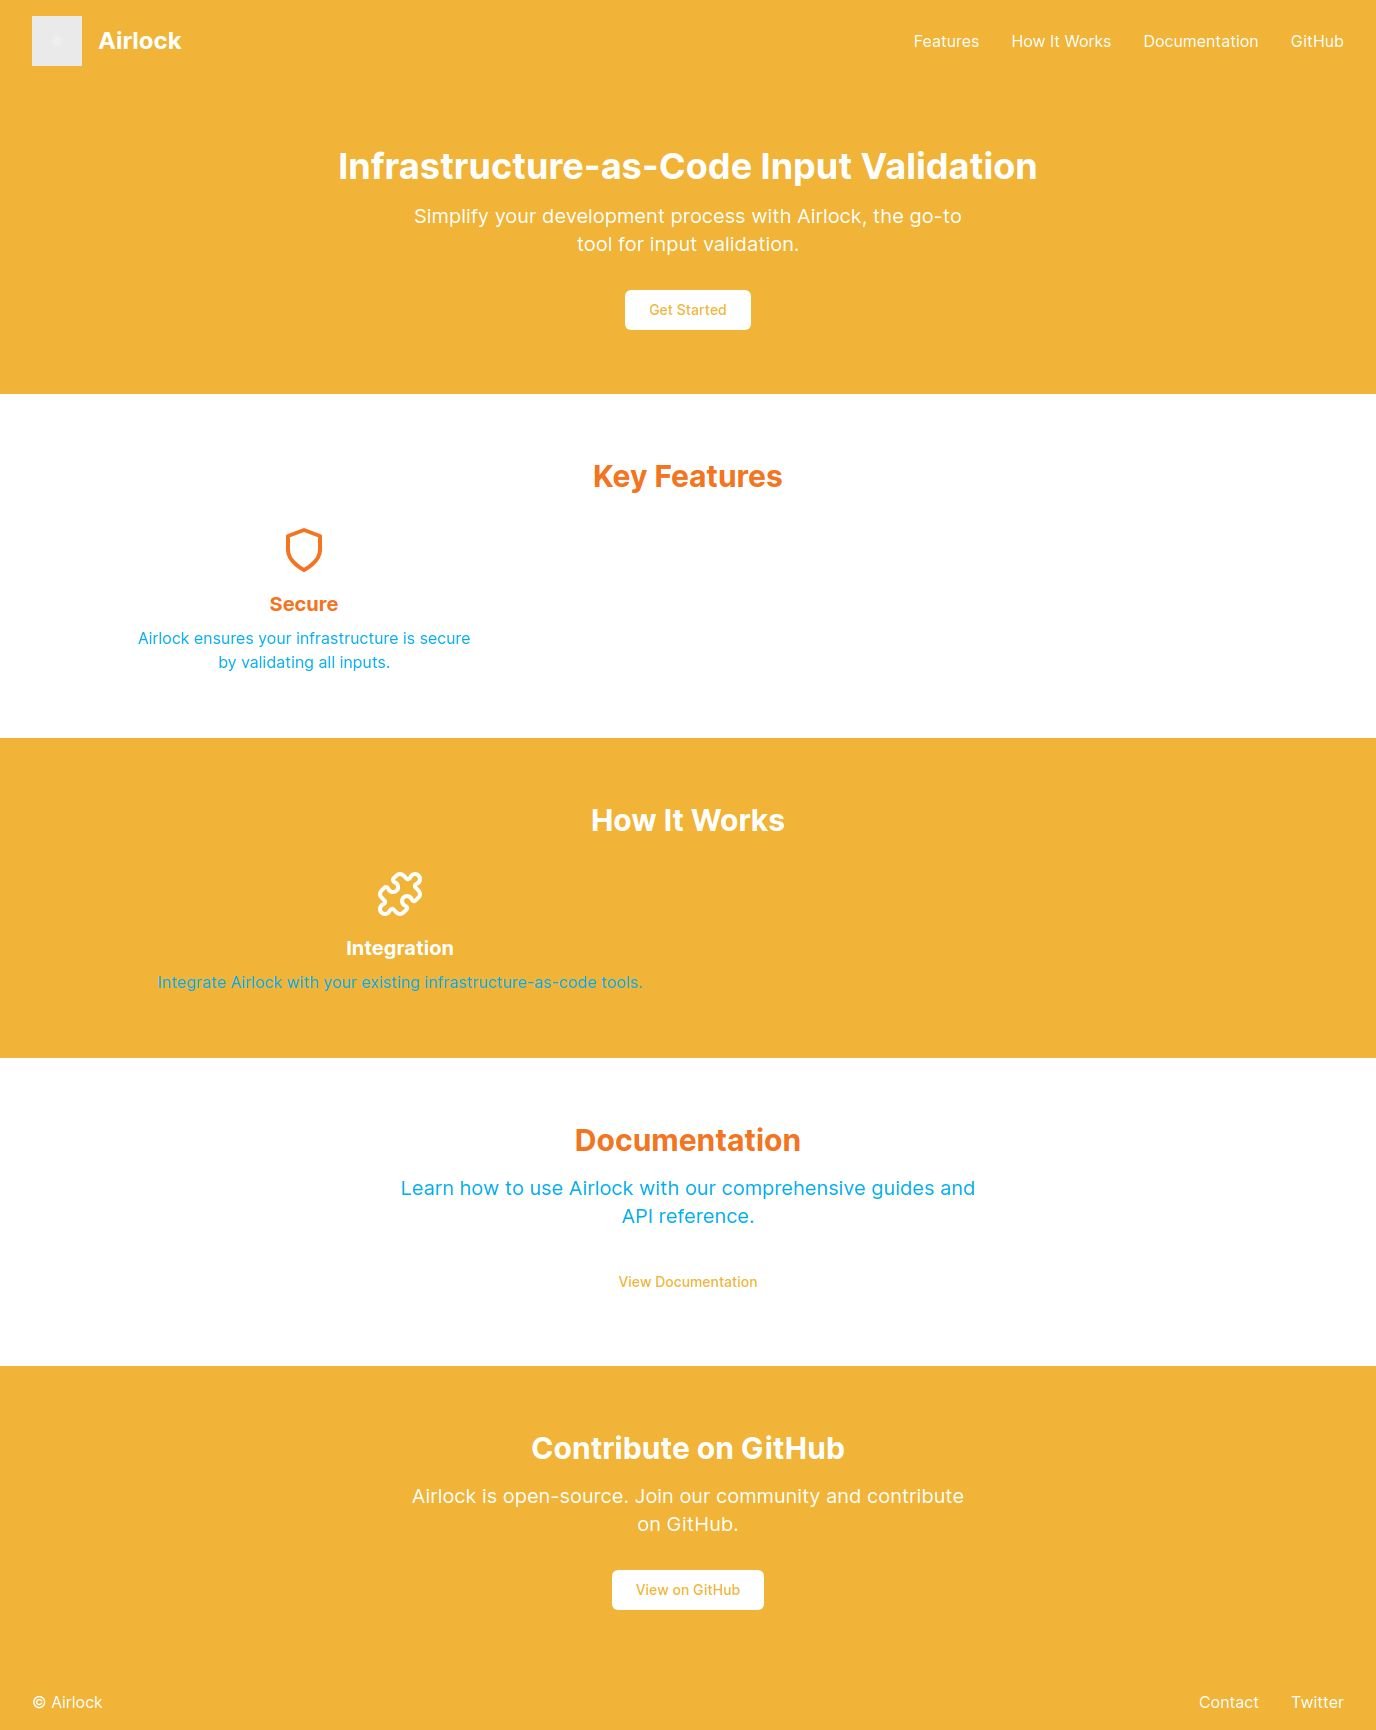 Airlock
Features
How It Works
Documentation
GitHub
Infrastructure-as-Code Input Validation
Simplify your development process with Airlock, the go-to
tool for input validation.
Get Started
Key Features
Secure
Airlock ensures your infrastructure is secure
by validating all inputs.
How It Works
Integration
Integrate Airlock with your existing infrastructure-as-code tools.
Documentation
Learn how to use Airlock with our comprehensive guides and
API reference.
View Documentation
Contribute on GitHub
Airlock is open-source. Join our community and contribute
on GitHub.
View on GitHub
© Airlock
Contact
Twitter